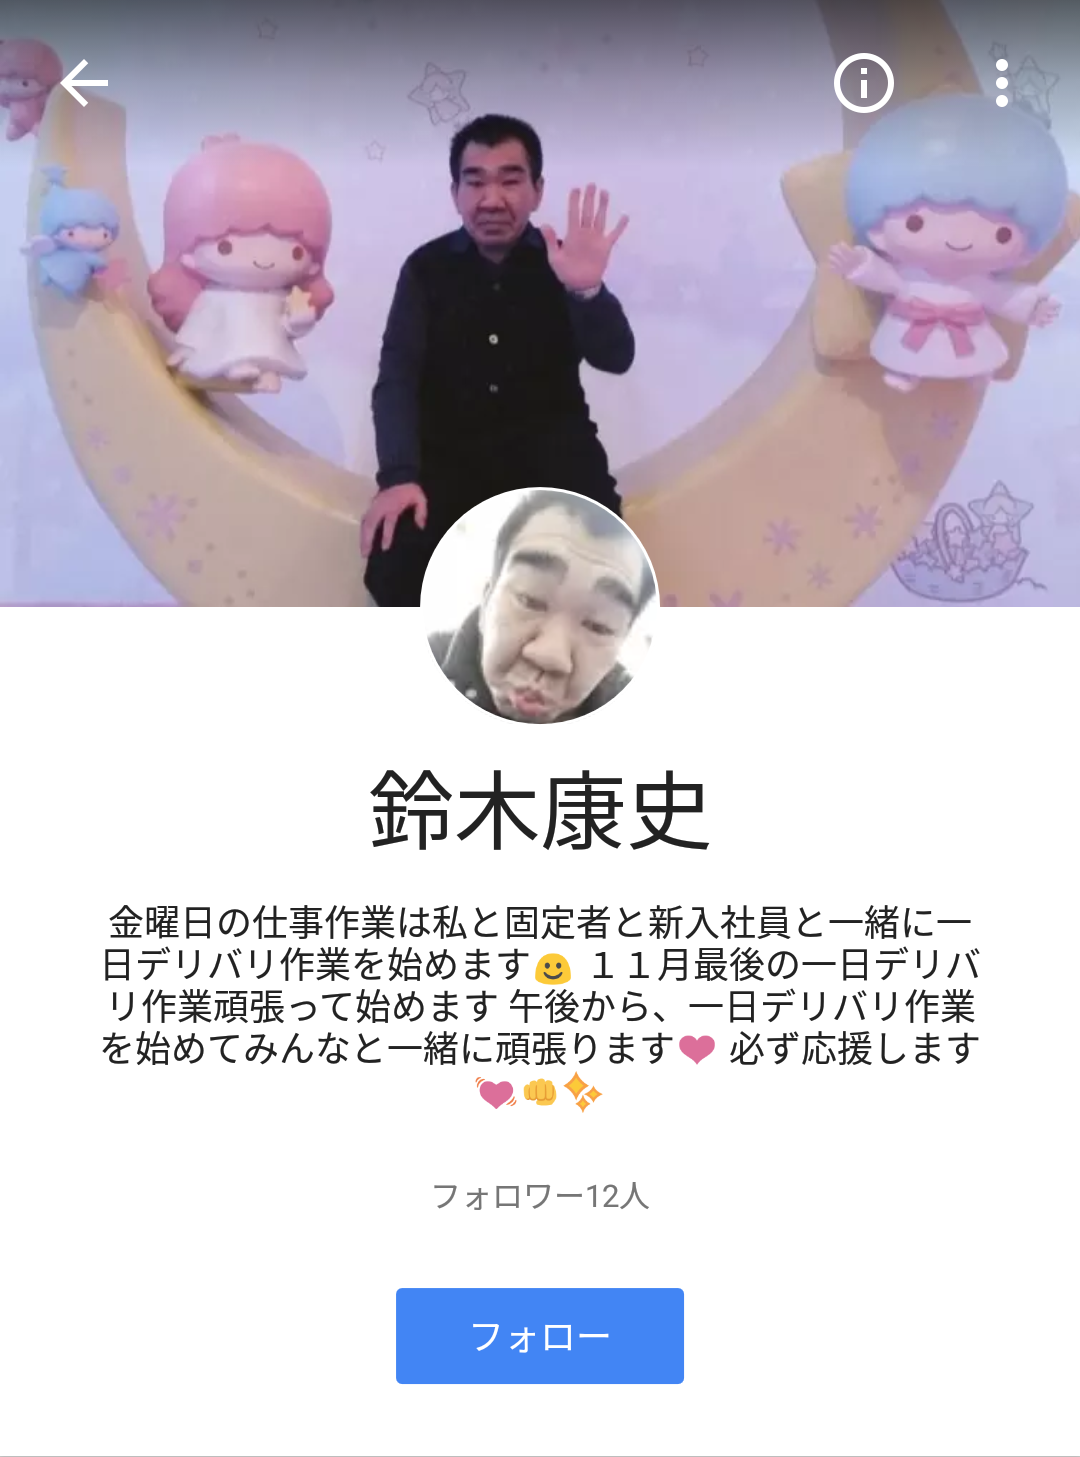 鈴木康史
金曜日の仕事作業は私と固定者と新入社員と一緒に一
日デリバリ作業を始めます🙂 １１月最後の一日デリバ
リ作業頑張って始めます 午後から、一日デリバリ作業
を始めてみんなと一緒に頑張ります❤ 必ず応援します
💓👊✨
フォロワー12人
フォロー